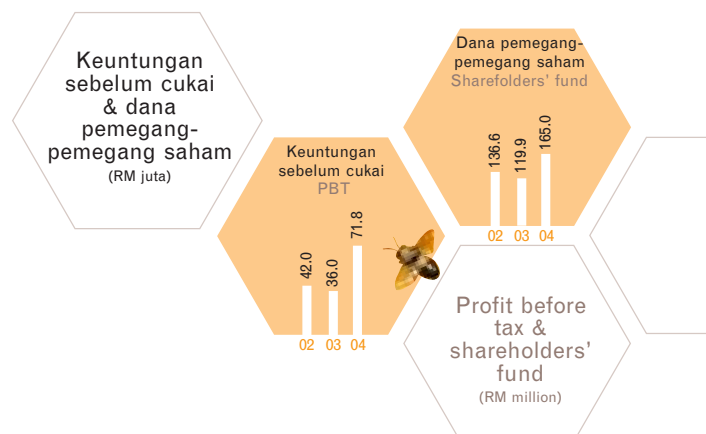 Keuntungan
sebelum cukai
& dana
pemegang-
pemegang saham
(RM juta)
Dana pemegang-
pemegang saham
Sharefolders’ fund
136.6
119.9
165.0
02 03 04
Keuntungan
sebelum cukai
PBT
42.0
36.0
71.8
02 03 04
Profit before
tax &
shareholders’
fund
(RM million)